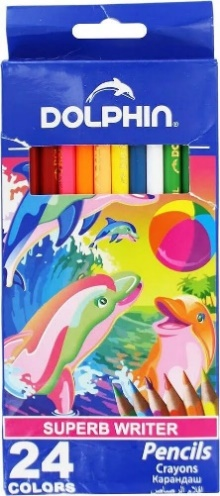 DOLPHIN®
SUPERB WRITER
24
COLORS
Pencils
Crayons
Карандаш